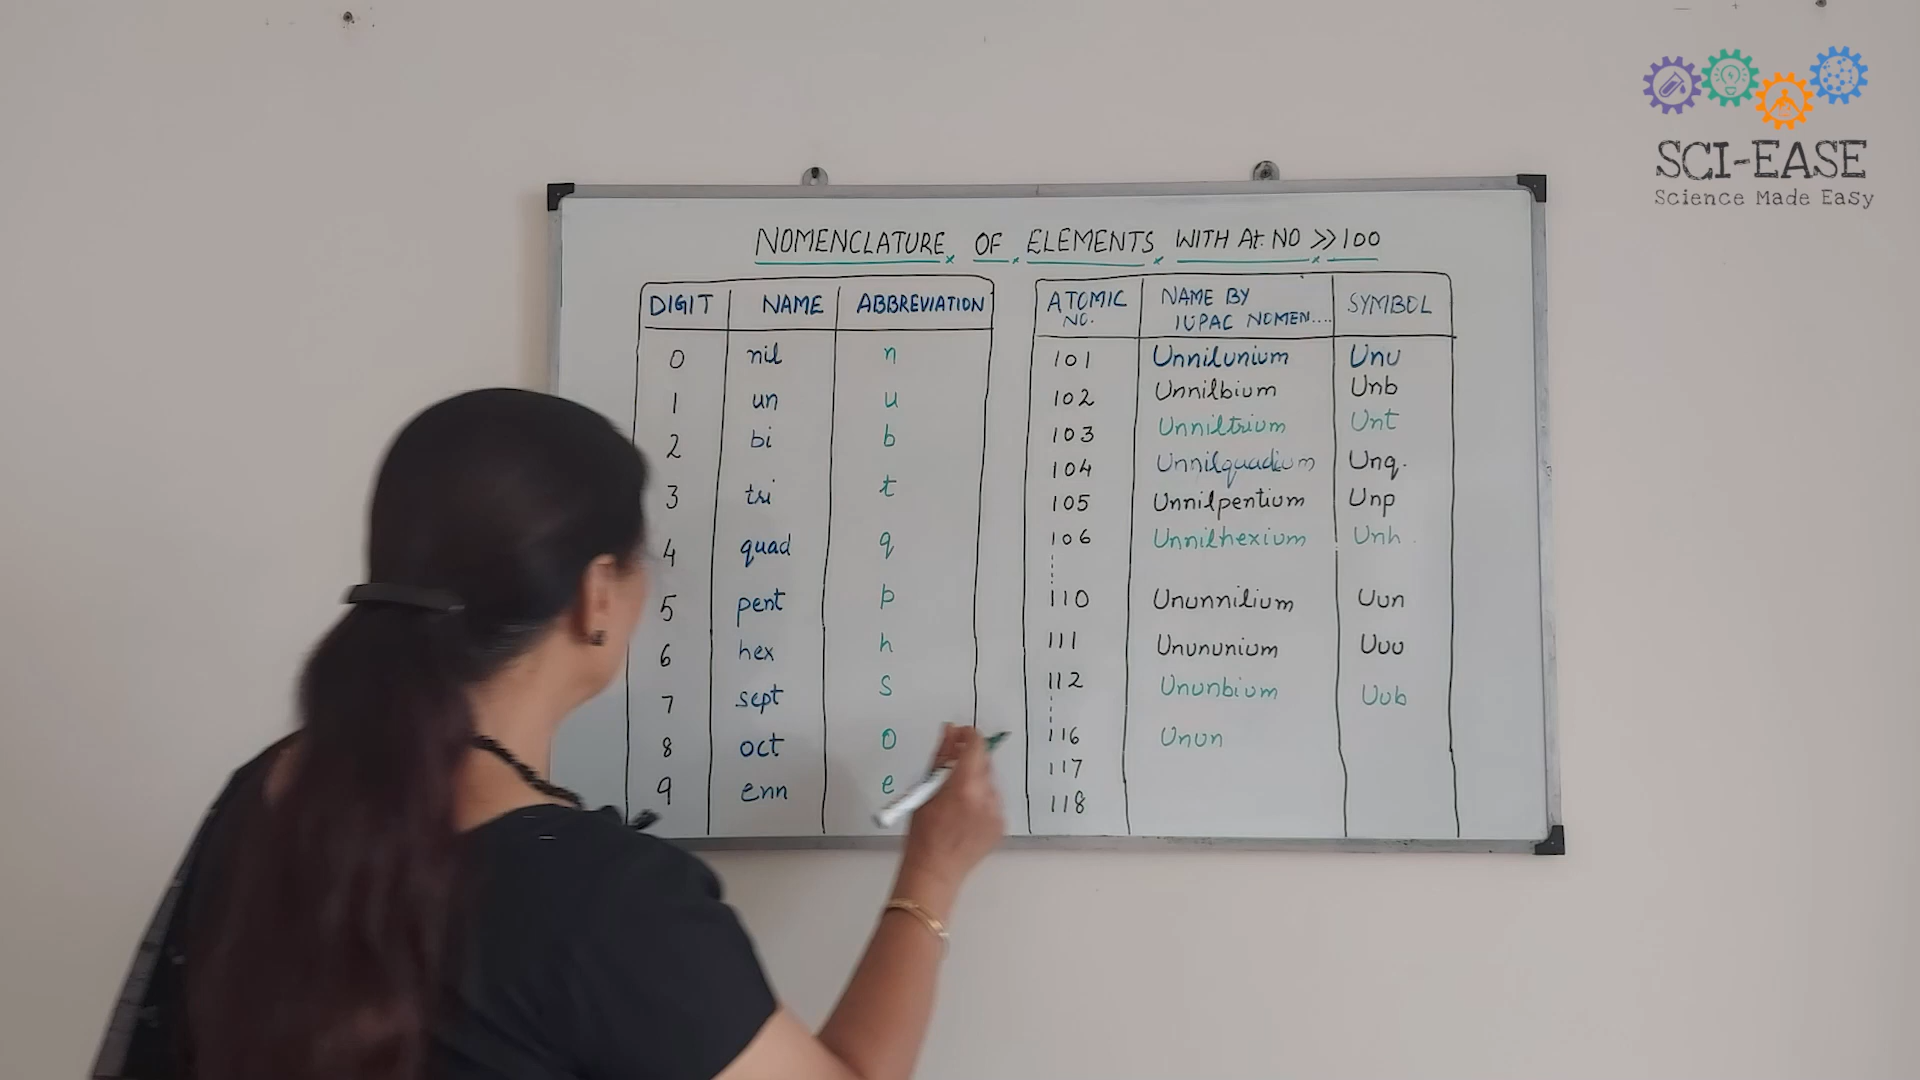 SCI-EASE
Science Made Easy
NOMENCLATURE OF ELEMENTS WITH At. NO >> 100
DIGIT NAME ABBREVIATION
0 nil n
1 un u
2 bi b
3 tri t
4 quad q
5 pent p
6 hex h
7 sept s
8 oct o
9 enn e
ATOMIC NO. NAME BY IUPAC NOMEN.... SYMBOL
101 Unnilunium Unu
102 Unnilbium Unb
103 Unniltrium Unt
104 Unnilquadium Unq.
105 Unnilpentium Unp
106 Unnilhexium Unh.
110 Ununnilium Uun
111 Unununium Uuu
112 Ununbium Uub
116 Unun
117
118